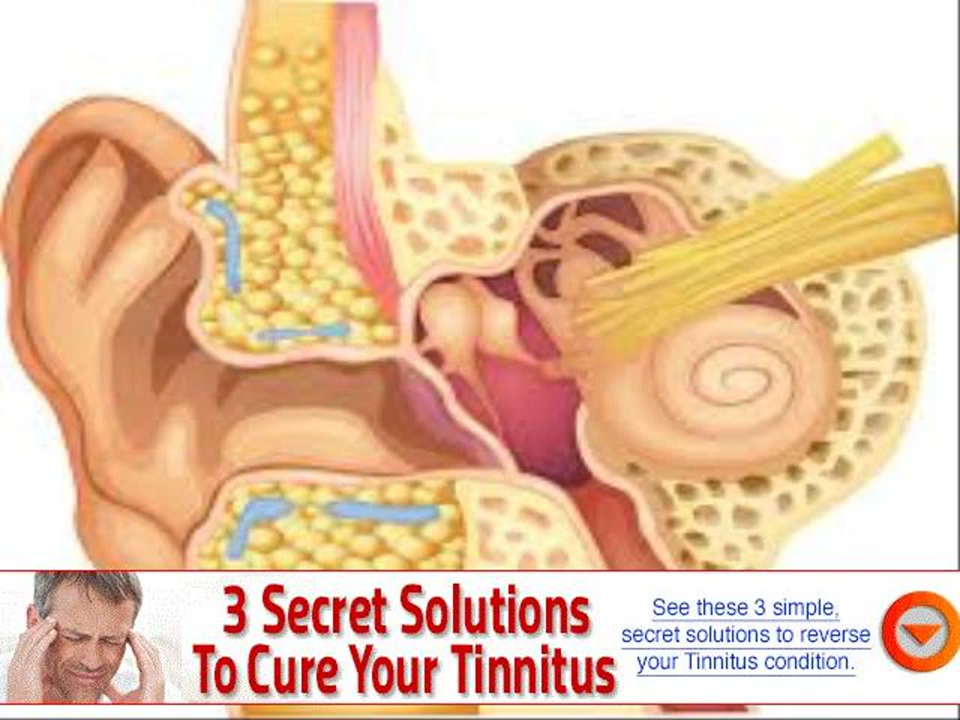 3 Secret Solutions
To Cure Your Tinnitus
See these 3 simple,
secret solutions to reverse
your Tinnitus condition.